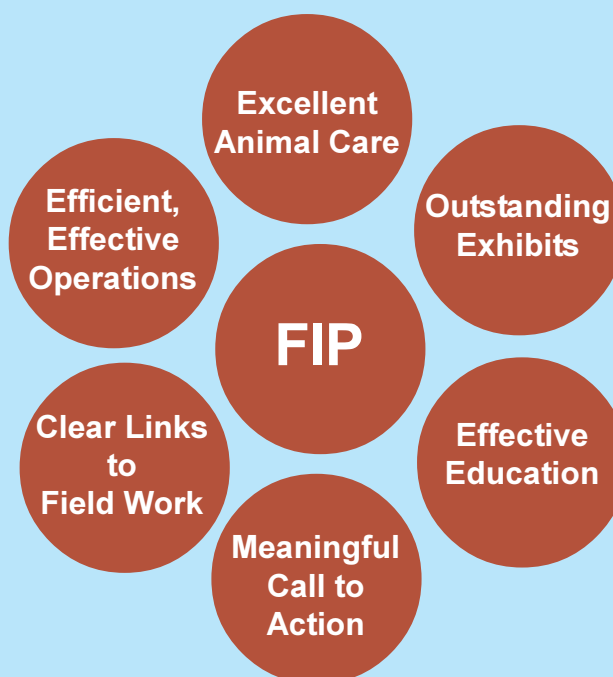 Excellent
Animal Care
Outstanding
Exhibits
Efficient,
Effective
Operations
FIP
Effective
Education
Clear Links
to
Field Work
Meaningful
Call to
Action